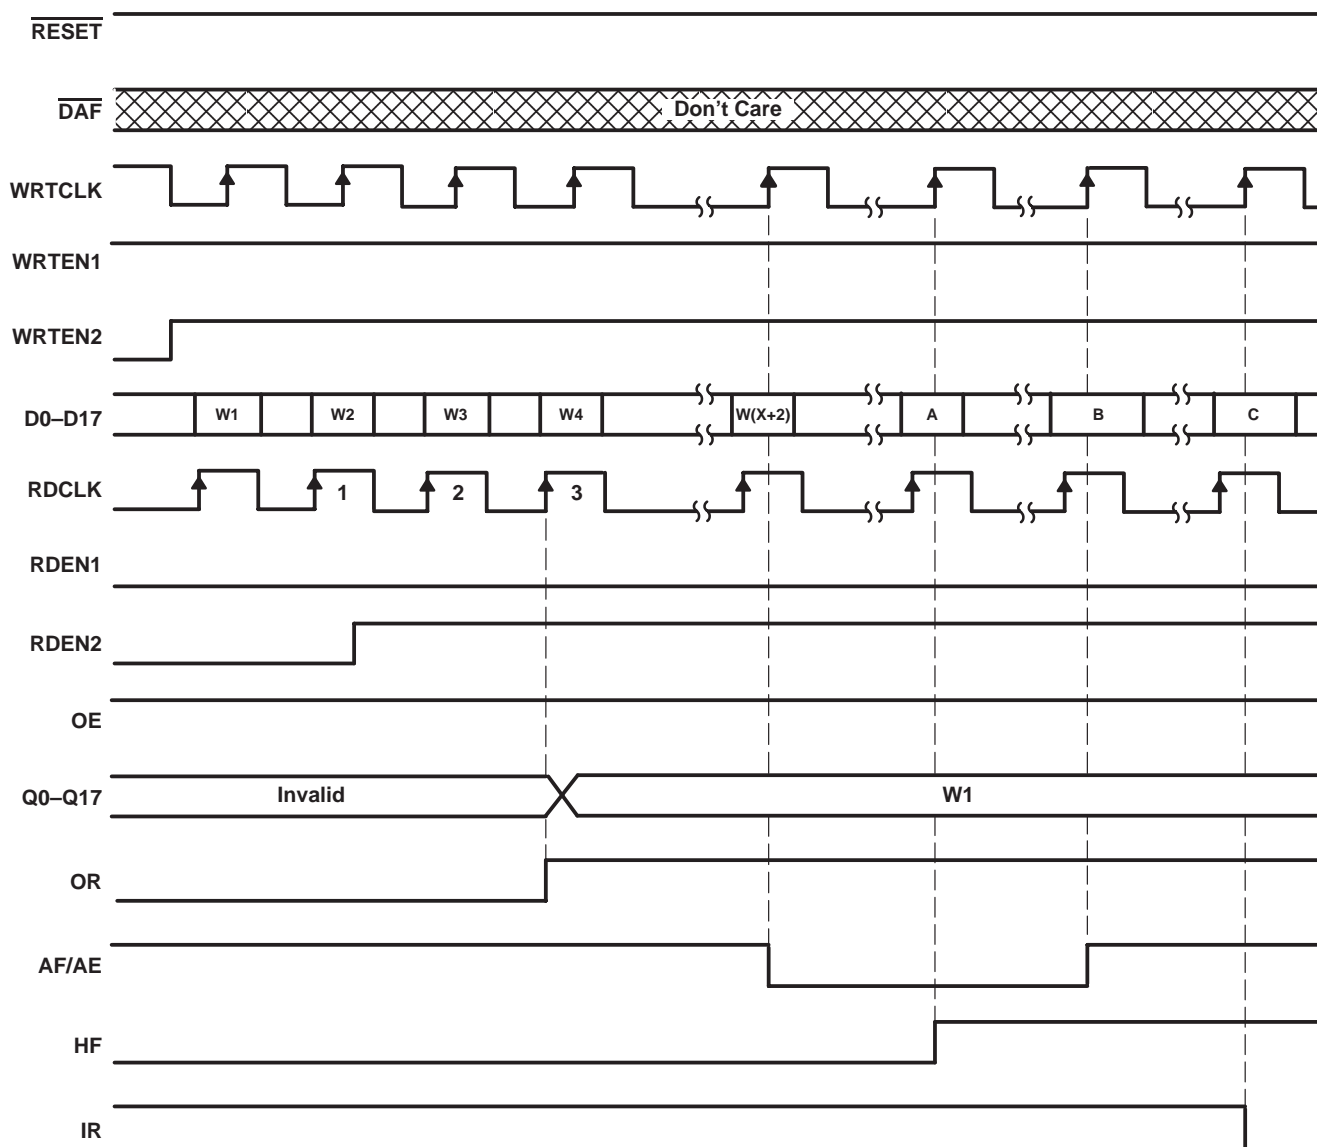 RESET
DAF
Don't Care
WRTCLK
WRTEN1
WRTEN2
D0–D17 W1 W2 W3 W4 W(X+2) A B C
RDCLK 1 2 3
RDEN1
RDEN2
OE
Q0–Q17 Invalid W1
OR
AF/AE
HF
IR